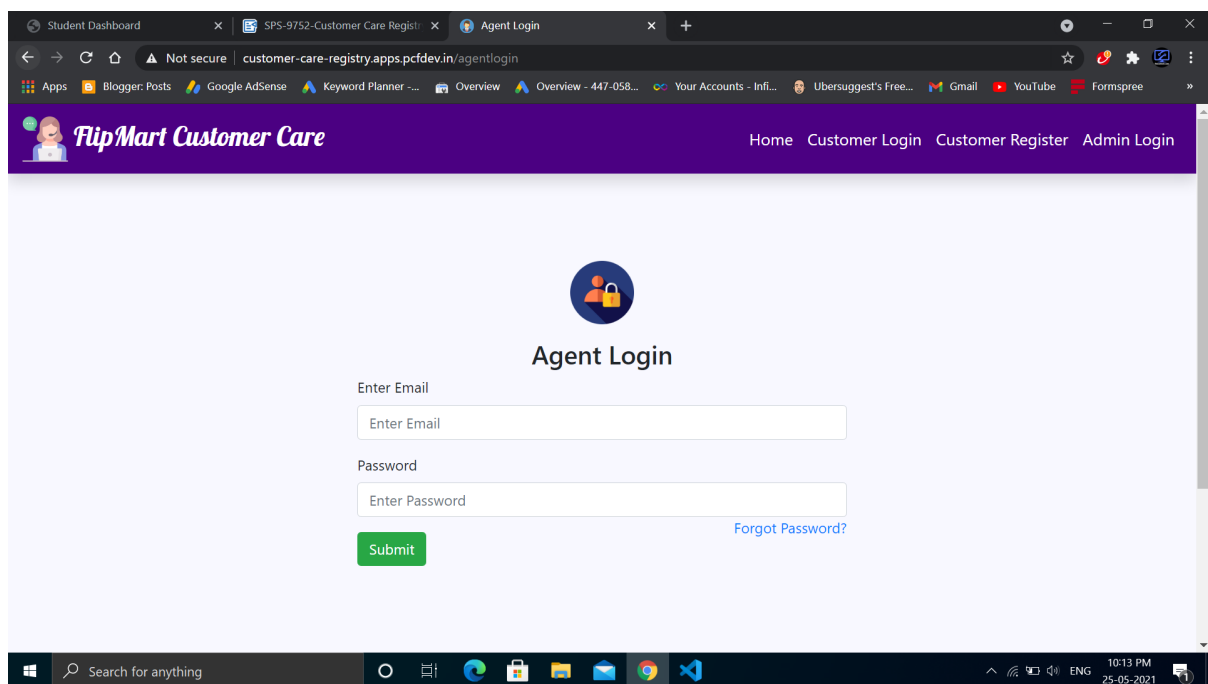 Student Dashboard SPS-9752-Customer Care Registr Agent Login
Not secure customer-care-registry.apps.pcfdev.in/agentlogin
Apps Blogger: Posts Google AdSense Keyword Planner -... Overview Overview - 447-058... Your Accounts - Infi... Ubersuggest's Free... Gmail YouTube Formspree »
FlipMart Customer Care Home Customer Login Customer Register Admin Login
Agent Login
Enter Email
Enter Email
Password
Enter Password
Forgot Password?
Submit
Search for anything ENG 10:13 PM
25-05-2021 1